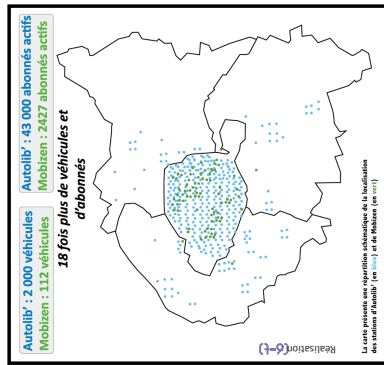 Autolib' : 2 000 véhicules
Mobizen : 112 véhicules
Autolib' : 43 000 abonnés actifs
Mobizen : 2427 abonnés actifs
18 fois plus de véhicules et
d'abonnés
Réalisation
La carte présente une répartition schématique de la localisation
des stations d'Autolib' (en bleu) et de Mobizen (en vert)